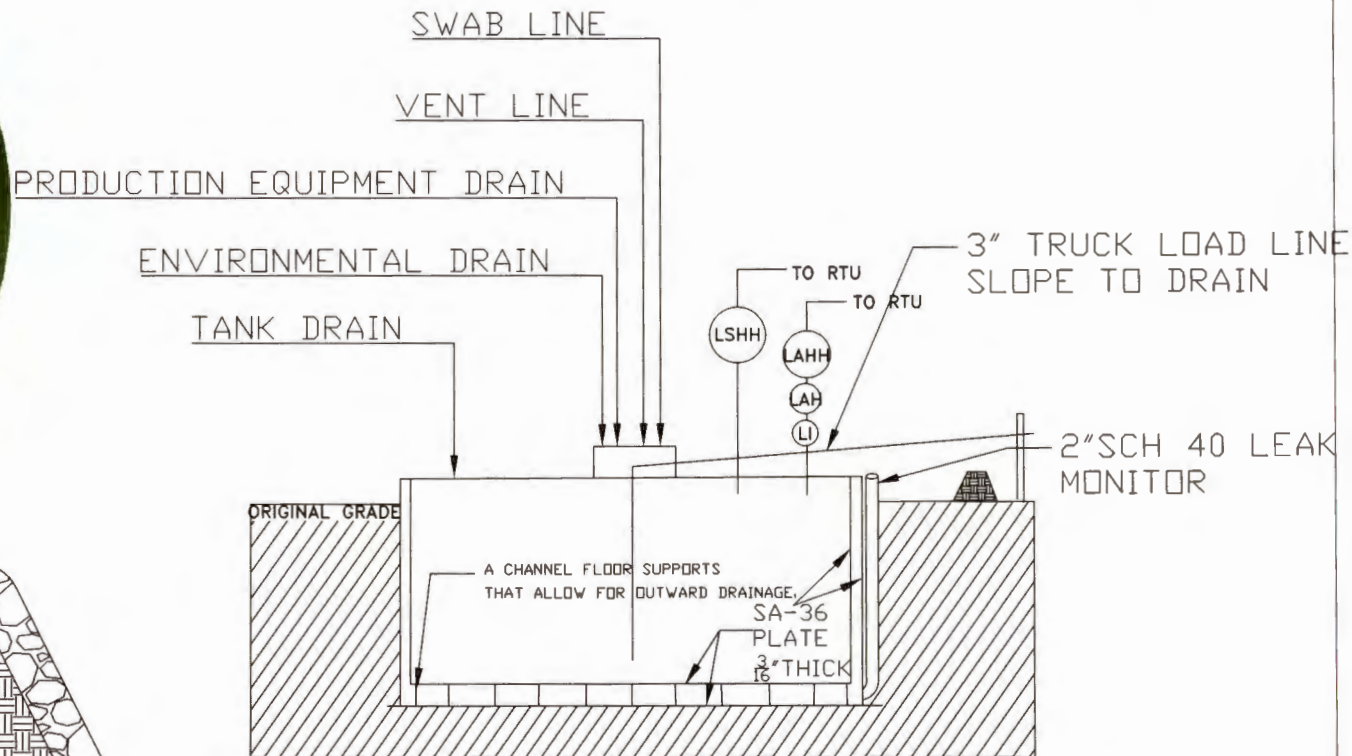 SWAB LINE
VENT LINE
PRODUCTION EQUIPMENT DRAIN
ENVIRONMENTAL DRAIN
TANK DRAIN
TO RTU
TO RTU
LSHH
LAHH
LAH
LI
3" TRUCK LOAD LINE
SLOPE TO DRAIN
2"SCH 40 LEAK
MONITOR
ORIGINAL GRADE
A CHANNEL FLOOR SUPPORTS
THAT ALLOW FOR OUTWARD DRAINAGE.
SA-36
PLATE
3/16"THICK